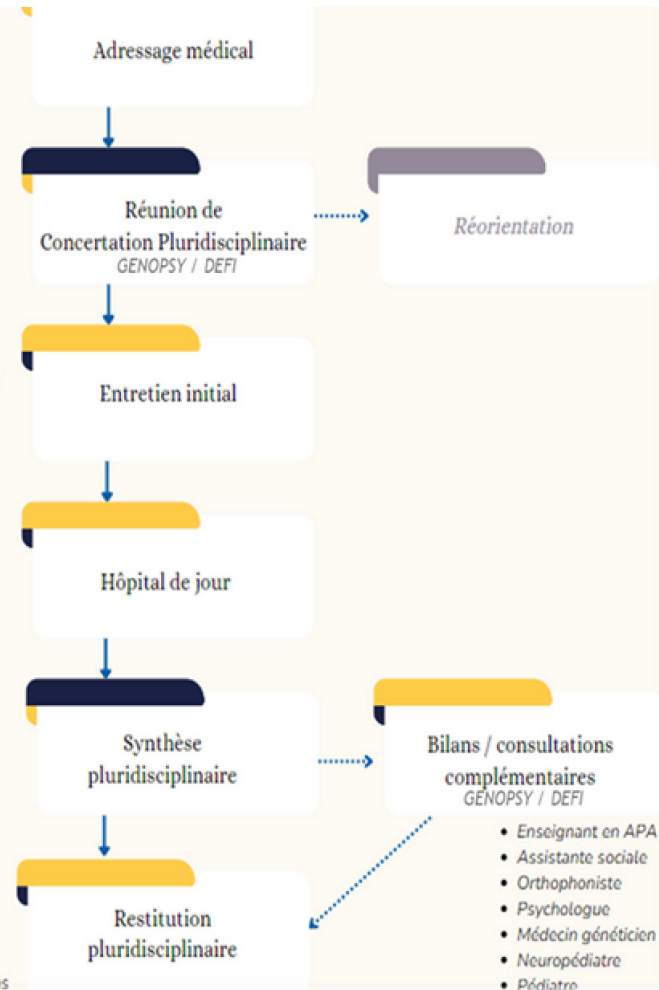 Adressage médical
Réunion de
Concertation Pluridisciplinaire
GENOPSY / DEFI
Réorientation
Entretien initial
Hôpital de jour
Synthèse
pluridisciplinaire
Bilans / consultations
complémentaires
GENOPSY / DEFI
• Enseignant en APA
• Assistante sociale
• Orthophoniste
• Psychologue
• Médecin généticien
• Neuropédiatre
• Pédiatre
Restitution
pluridisciplinaire